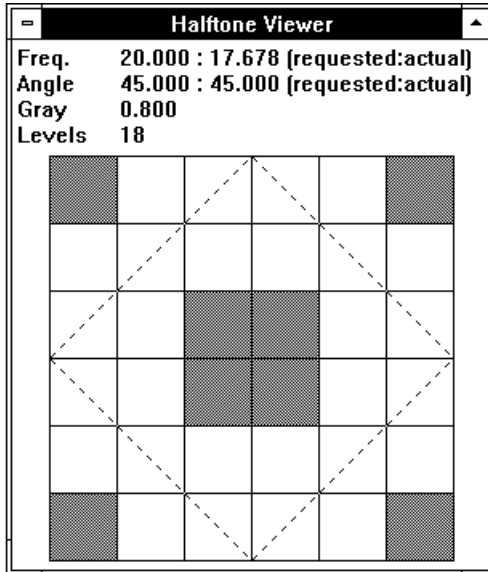 Halftone Viewer
Freq. 20.000 : 17.678 (requested:actual)
Angle 45.000 : 45.000 (requested:actual)
Gray 0.800
Levels 18